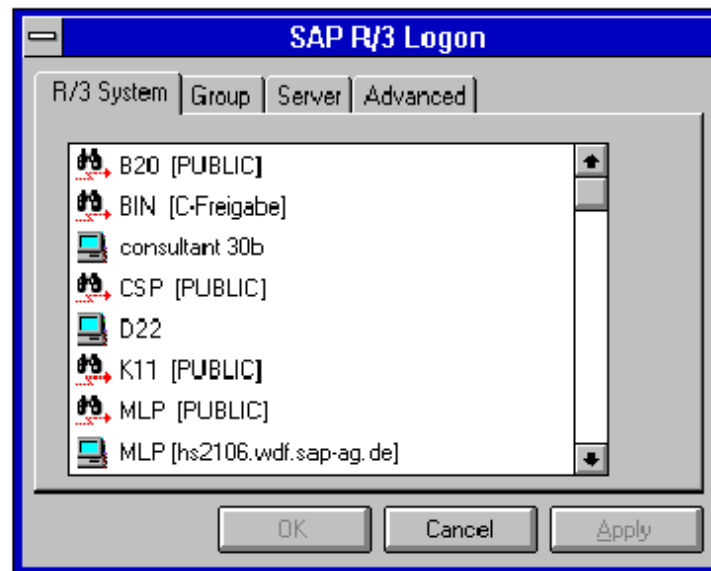 SAP R/3 Logon
R/3 System Group Server Advanced
B20 [PUBLIC]
BIN [C-Freigabe]
consultant 30b
CSP [PUBLIC]
D22
K11 [PUBLIC]
MLP [PUBLIC]
MLP [hs2106.wdf.sap-ag.de]
OK Cancel Apply